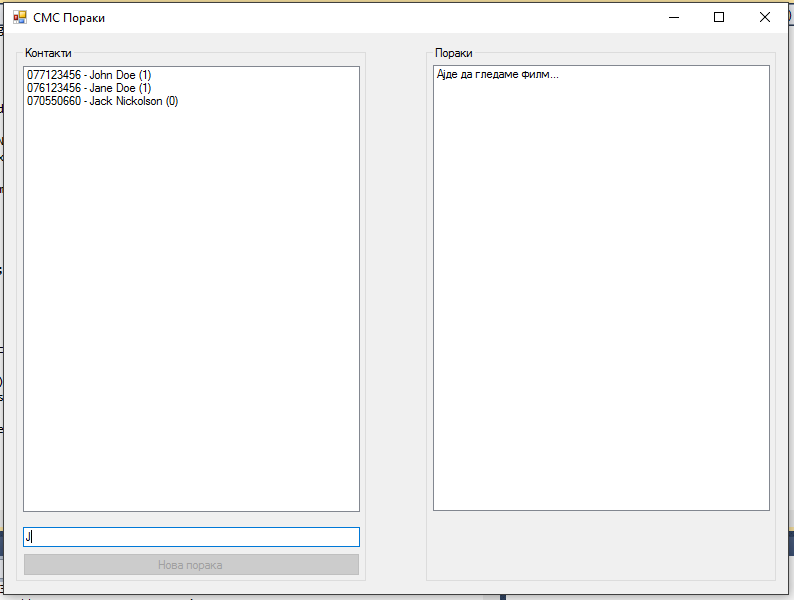 СМС Пораки
Контакти
077123456 - John Doe (1)
076123456 - Jane Doe (1)
070550660 - Jack Nickolson (0)
J
Нова порака
Пораки
Ајде да гледаме филм...